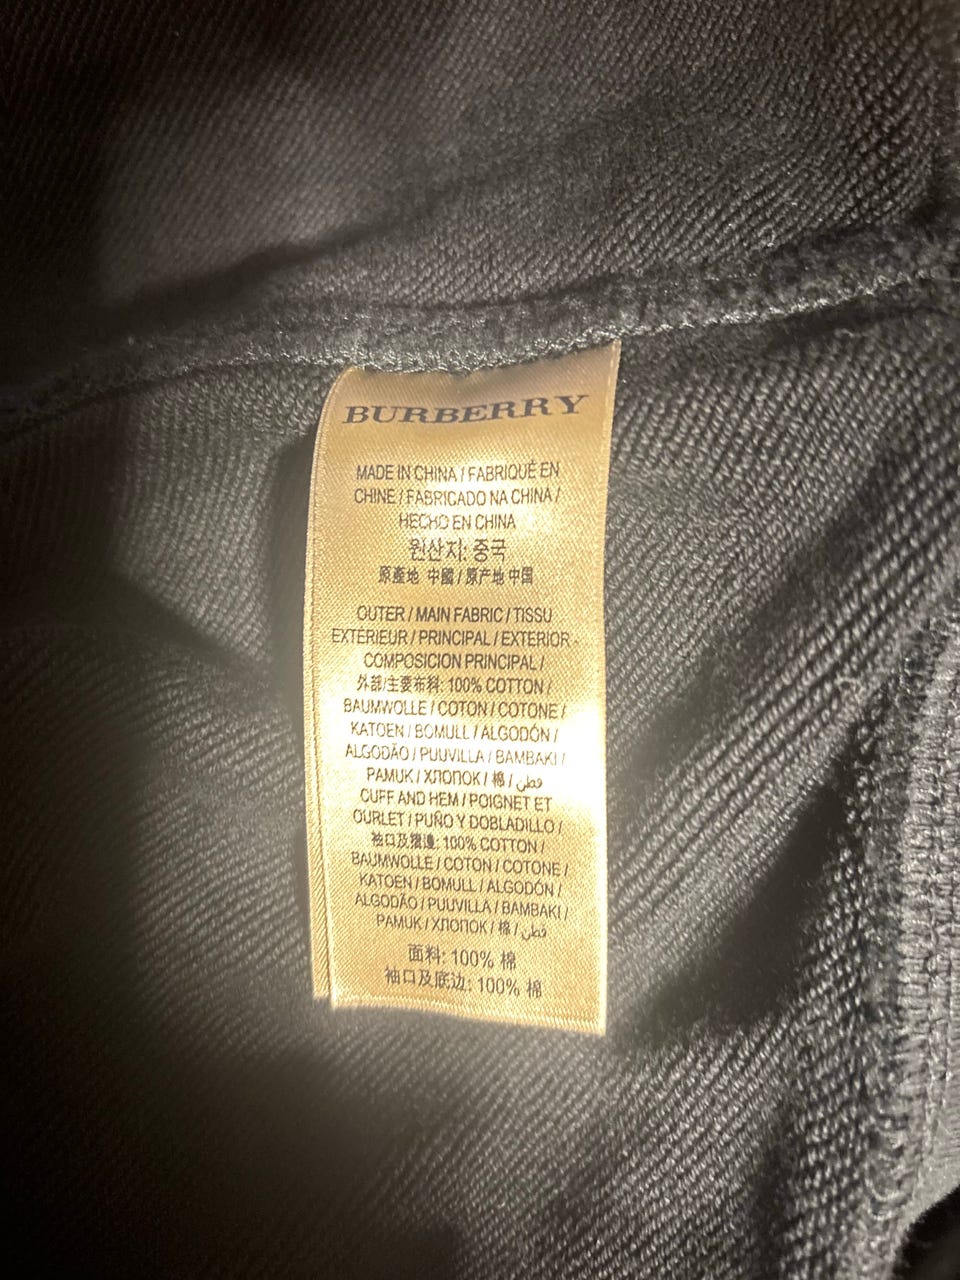 BURBERRY
MADE IN CHINA / FABRIQUÉ EN
CHINE / FABRICADO NA CHINA /
HECHO EN CHINA
원산지: 중국
原產地 中國 / 原产地 中国
OUTER / MAIN FABRIC / TISSU
EXTERIEUR / PRINCIPAL / EXTERIOR -
COMPOSICION PRINCIPAL /
外部/主要布料: 100% COTTON /
BAUMWOLLE / COTON / COTONE /
KATOEN / BOMULL / ALGODÓN /
ALGODÃO / PUUVILLA / BAMBAKI /
PAMUK / ХЛОПОК / 棉 / قطن
CUFF AND HEM / POIGNET ET
OURLET / PUÑO Y DOBLADILLO /
袖口及摺邊: 100% COTTON /
BAUMWOLLE / COTON / COTONE /
KATOEN / BOMULL / ALGODÓN /
ALGODÃO / PUUVILLA / BAMBAKI /
PAMUK / ХЛОПОК / 棉 / قطن
面料: 100% 棉
袖口及底边: 100% 棉